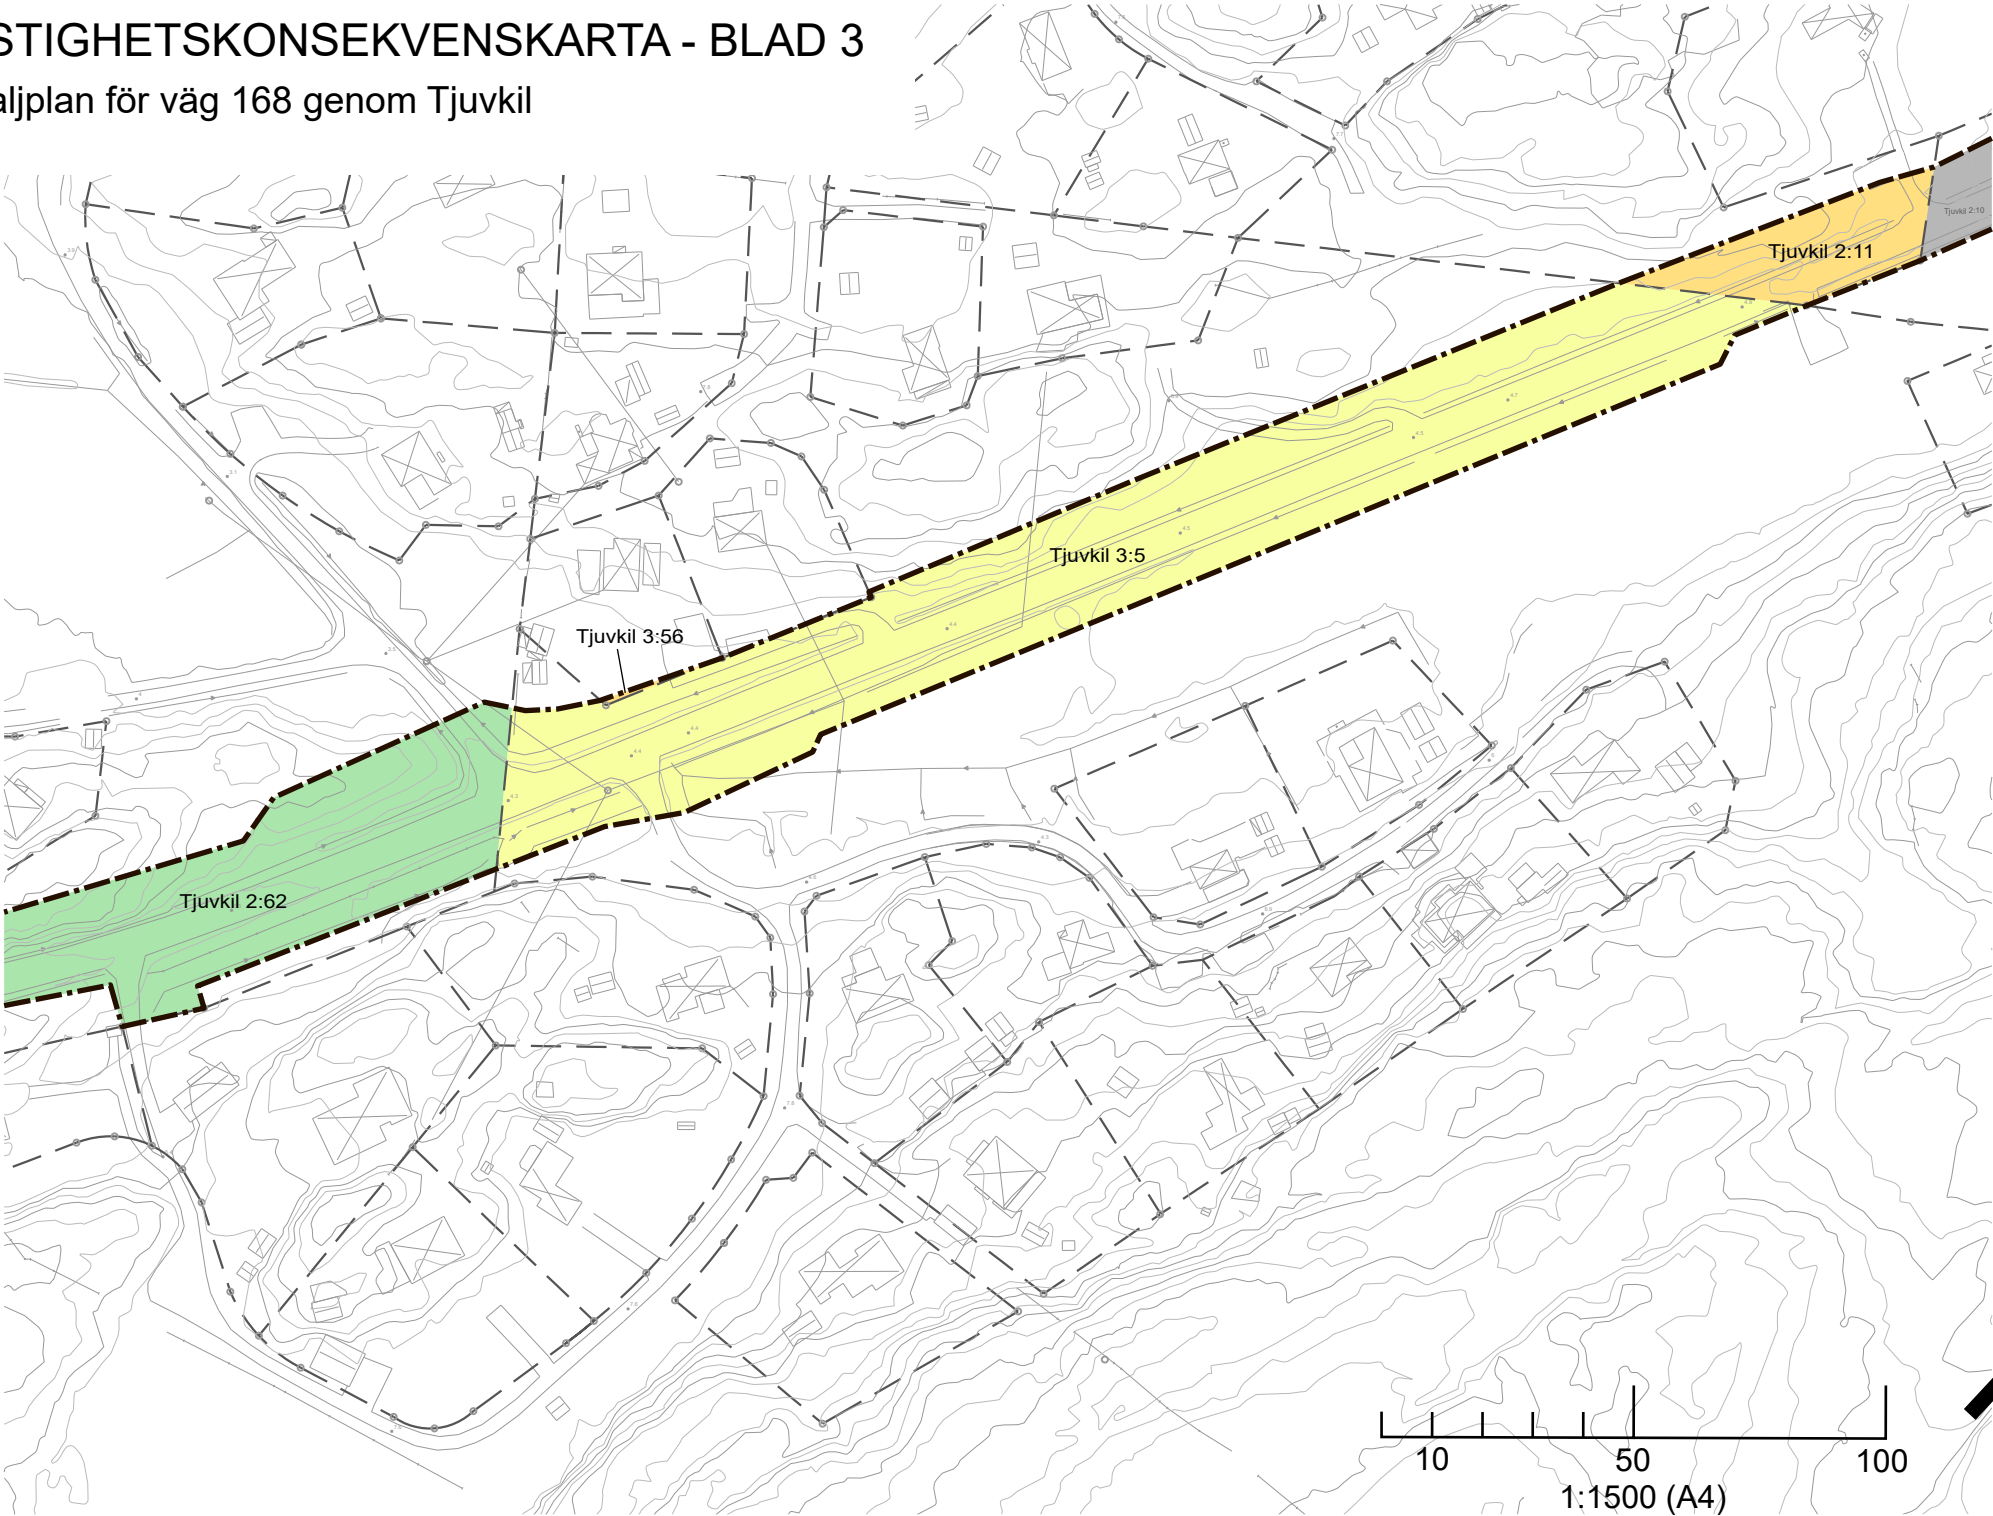 STIGHETSKONSEKVENSKARTA - BLAD 3
aljplan för väg 168 genom Tjuvkil
Tjuvkil 2:10
Tjuvkil 2:11
Tjuvkil 3:5
Tjuvkil 3:56
Tjuvkil 2:62
10 50 100
1:1500 (A4)